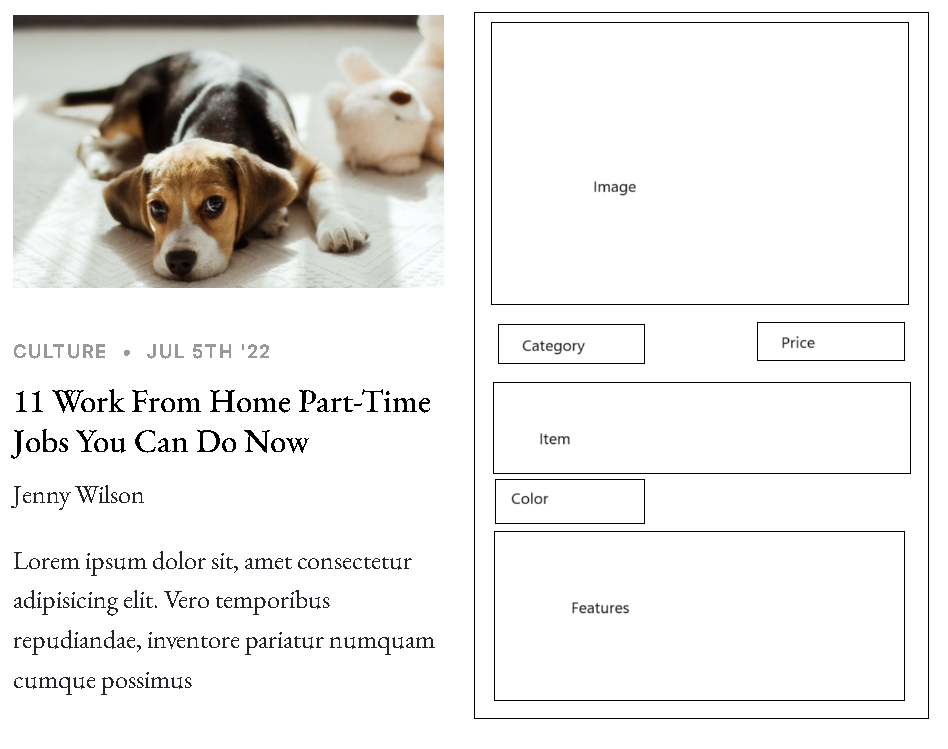 CULTURE • JUL 5TH '22
11 Work From Home Part-Time
Jobs You Can Do Now
Jenny Wilson
Lorem ipsum dolor sit, amet consectetur
adipisicing elit. Vero temporibus
repudiandae, inventore pariatur numquam
cumque possimus
Image
Category
Price
Item
Color
Features